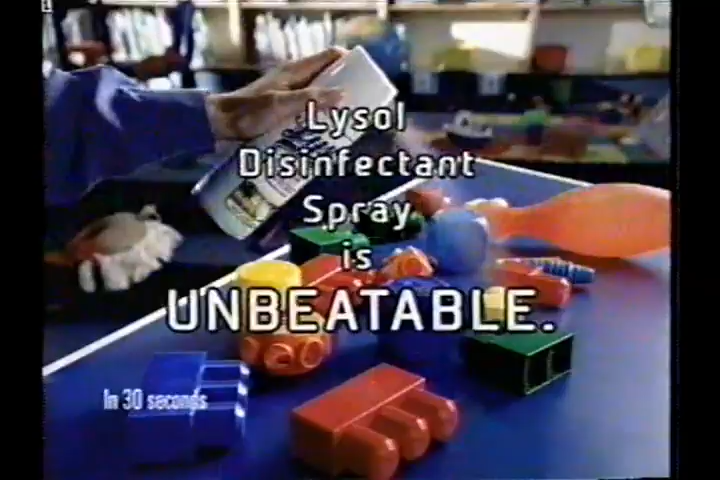 Lysol
Disinfectant
Spray
is
UNBEATABLE.
In 30 seconds